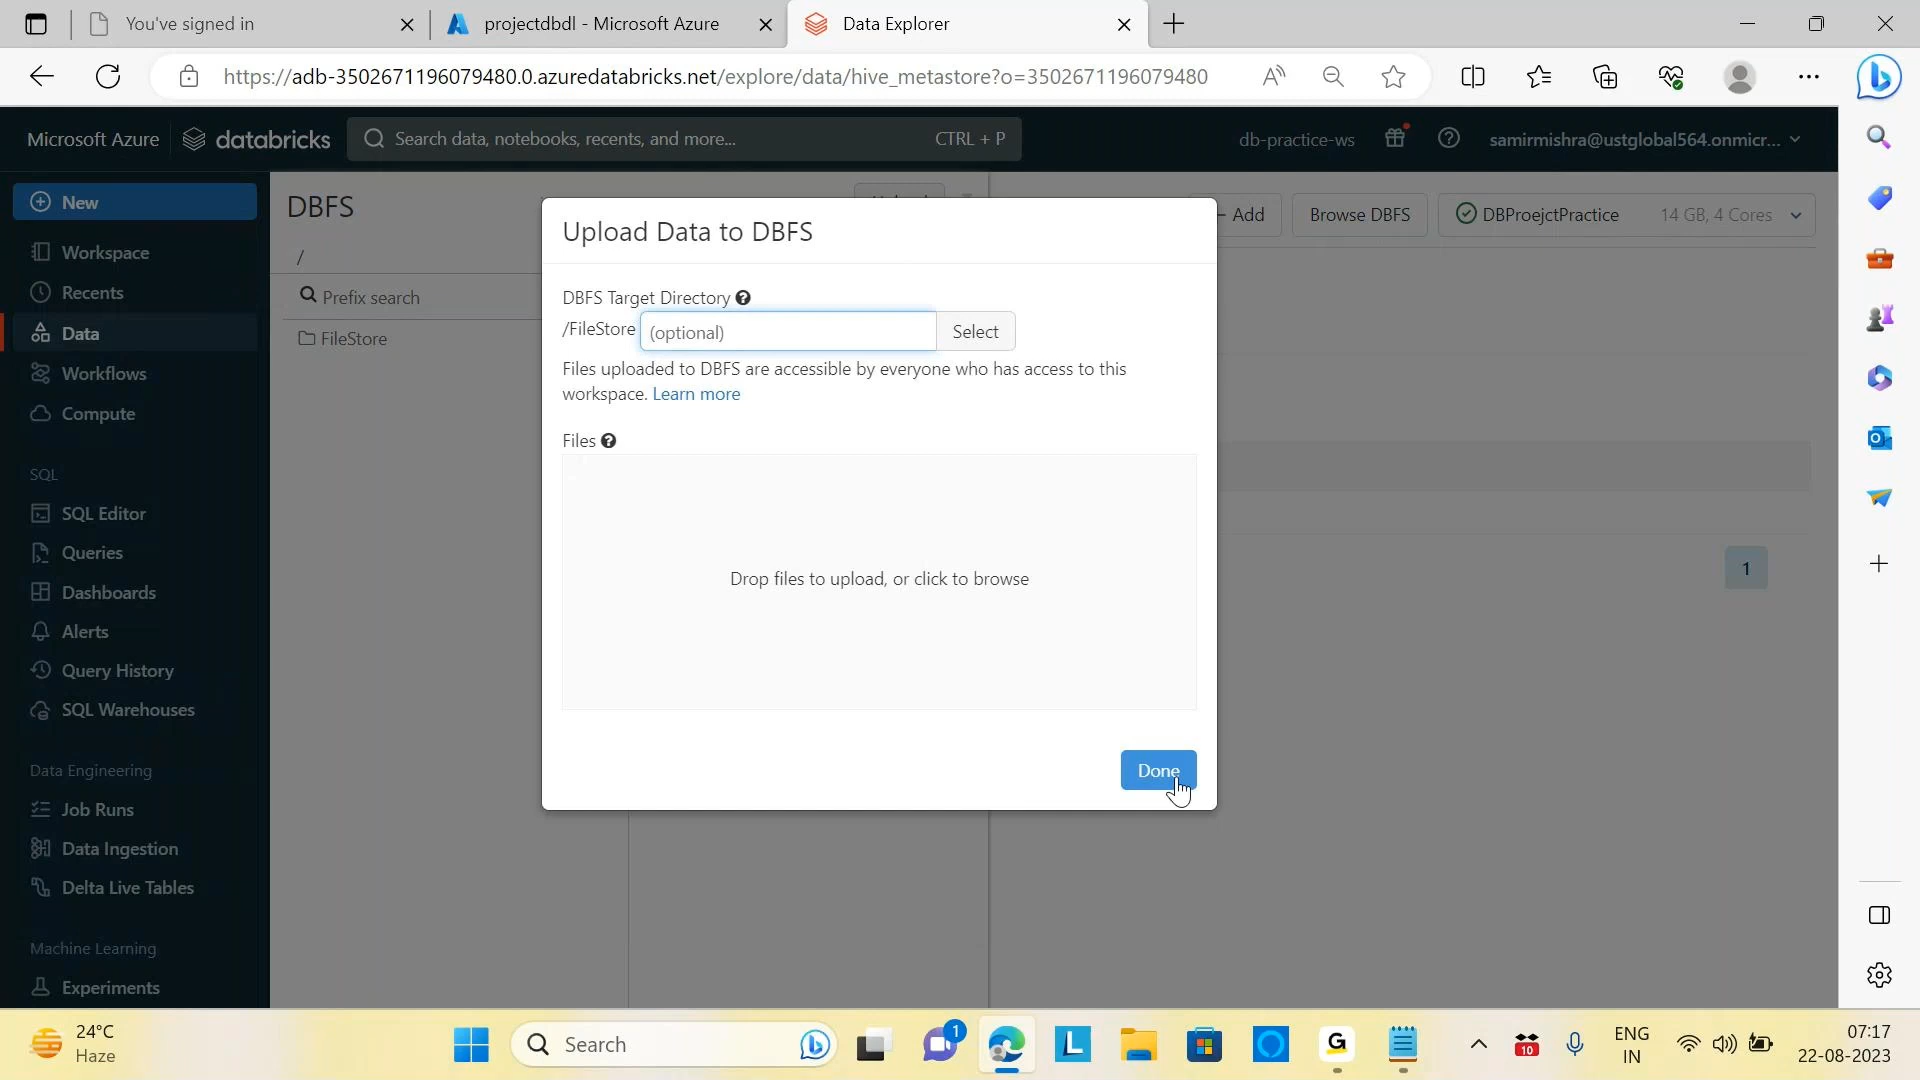 You've signed in
projectdbdl - Microsoft Azure
Data Explorer
https://adb-3502671196079480.0.azuredatabricks.net/explore/data/hive_metastore?o=3502671196079480
Microsoft Azure
databricks
Search data, notebooks, recents, and more...
CTRL + P
db-practice-ws
samirmishra@ustglobal564.onmicr...
New
Workspace
Recents
Data
Workflows
Compute
SQL
SQL Editor
Queries
Dashboards
Alerts
Query History
SQL Warehouses
Data Engineering
Job Runs
Data Ingestion
Delta Live Tables
Machine Learning
Experiments
DBFS
/
Prefix search
FileStore
Add
Browse DBFS
DBProejctPractice
14 GB, 4 Cores
1
Upload Data to DBFS
DBFS Target Directory
/FileStore
(optional)
Select
Files uploaded to DBFS are accessible by everyone who has access to this
workspace. Learn more
Files
Drop files to upload, or click to browse
Done
24°C
Haze
Search
1
10
ENG
IN
07:17
22-08-2023